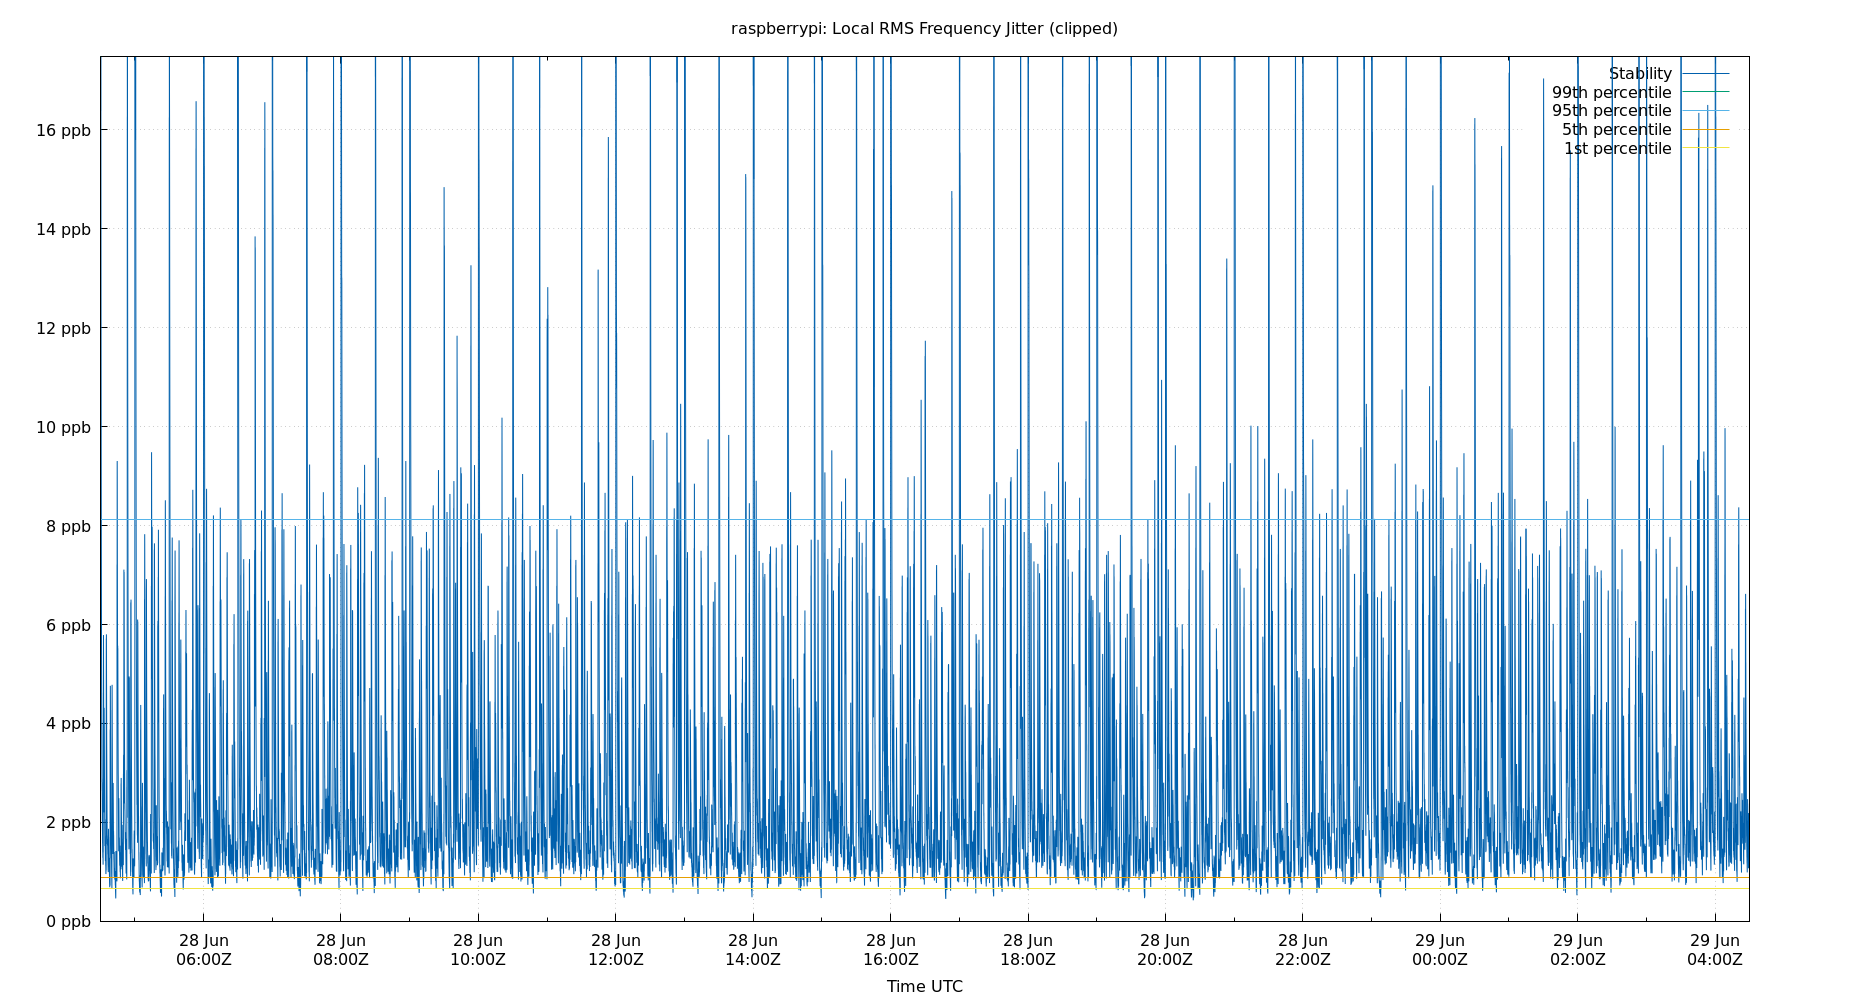 raspberrypi: Local RMS Frequency Jitter (clipped)
Stability
99th percentile
95th percentile
5th percentile
1st percentile
16 ppb
14 ppb
12 ppb
10 ppb
8 ppb
6 ppb
4 ppb
2 ppb
0 ppb
28 Jun 28 Jun 28 Jun 28 Jun 28 Jun 28 Jun 28 Jun 28 Jun 28 Jun 29 Jun 29 Jun 29 Jun
06:00Z 08:00Z 10:00Z 12:00Z 14:00Z 16:00Z 18:00Z 20:00Z 22:00Z 00:00Z 02:00Z 04:00Z
Time UTC